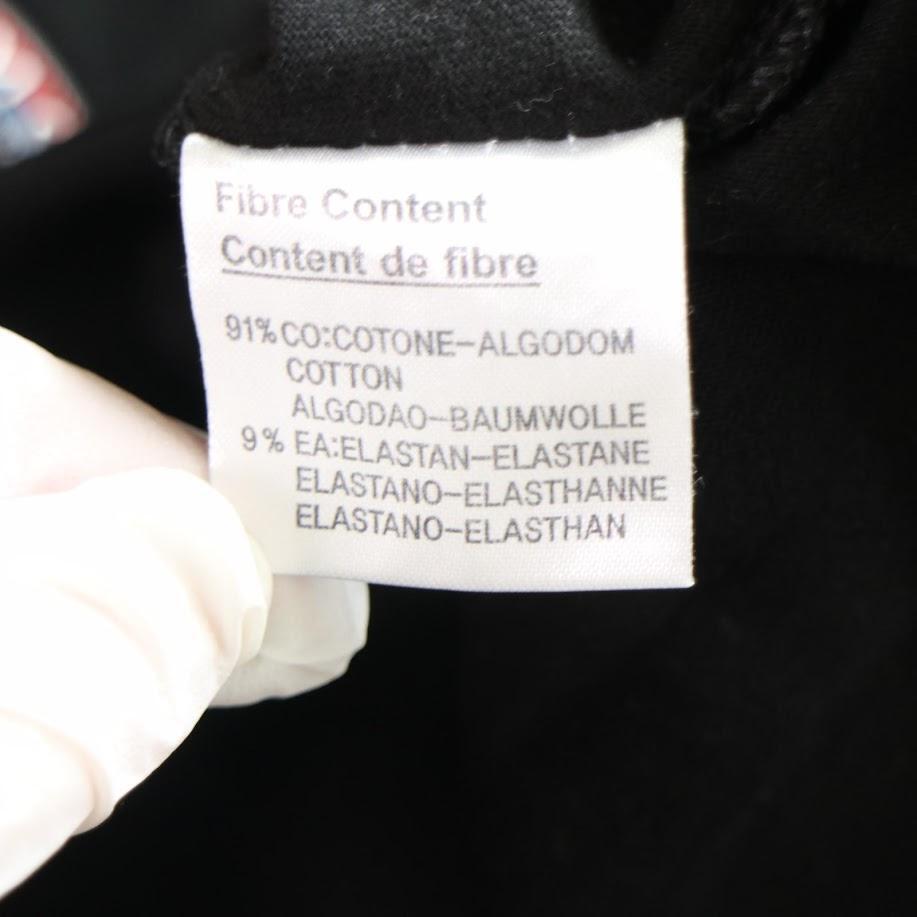 Fibre Content
Content de fibre
91% CO:COTONE-ALGODOM
COTTON
ALGODAO-BAUMWOLLE
9% EA:ELASTAN-ELASTANE
ELASTANO-ELASTHANNE
ELASTANO-ELASTHAN